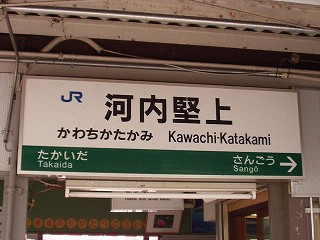 JR 河内堅上
かわちかたかみ Kawachi-Katakami
たかいだ さんごう →
Takaida Sangō